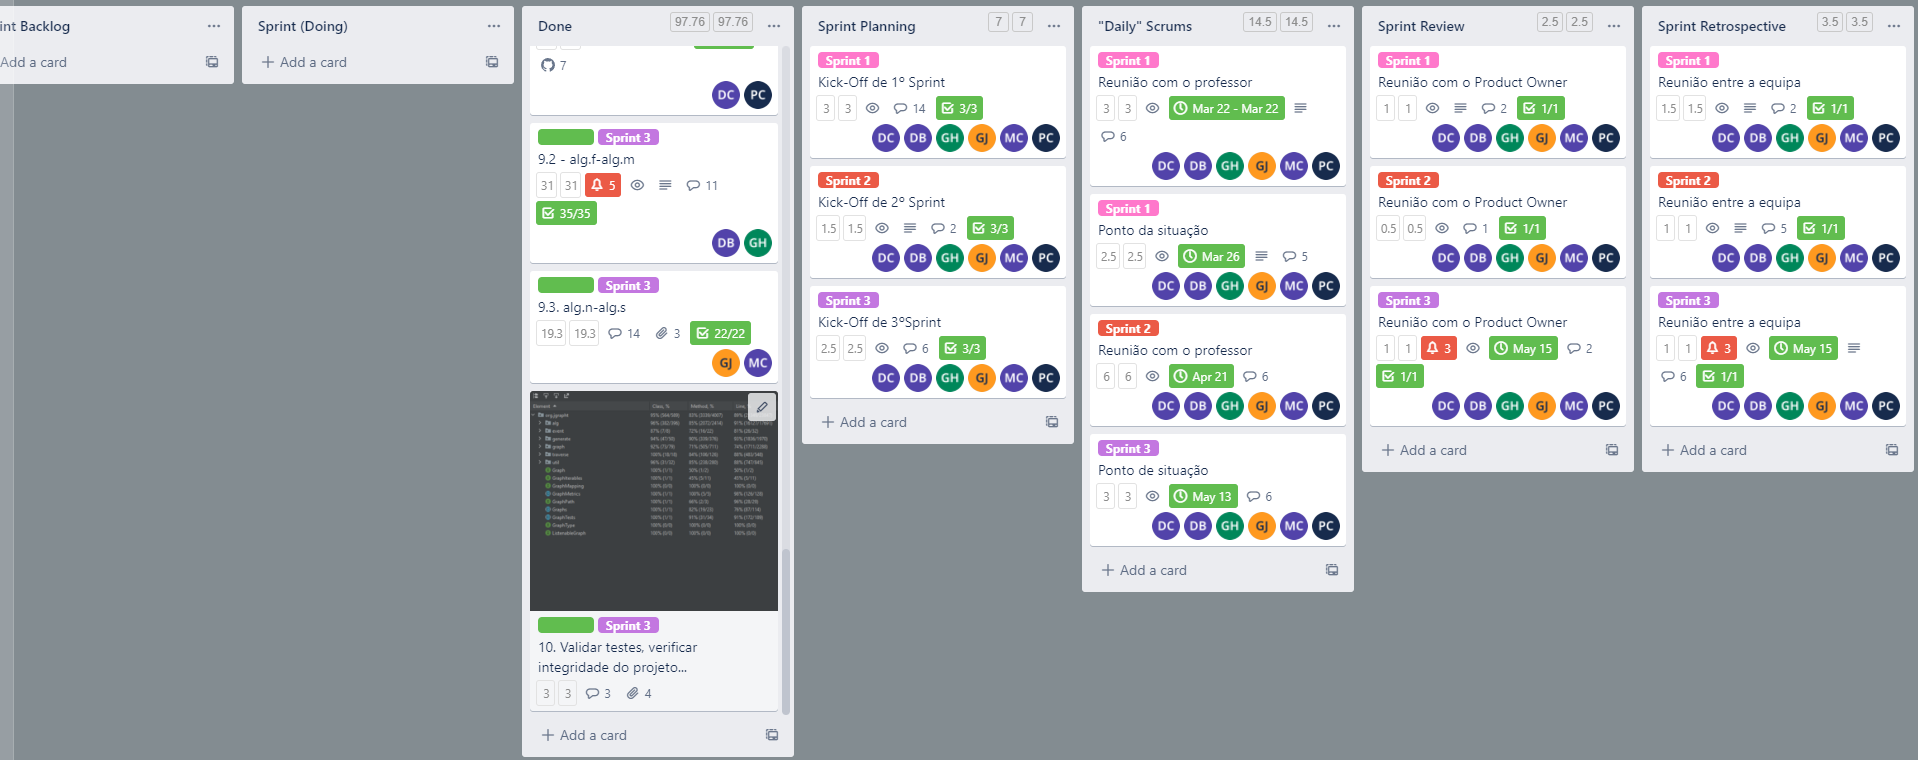 nt Backlog
Add a card
Sprint (Doing)
Add a card
Done
97.76 97.76
7
DC PC
Sprint 3
9.2 - alg.f-alg.m
31 31 5 11
35/35
DB GH
Sprint 3
9.3. alg.n-alg.s
19.3 19.3 14 3 22/22
GJ MC
Element
Class, %
Method, %
Line, %
Sprint 3
10. Validar testes, verificar
integridade do projeto...
3 3 3 4
Add a card
Sprint Planning
7 7
Sprint 1
Kick-Off de 1º Sprint
3 3 14 3/3
DC DB GH GJ MC PC
Sprint 2
Kick-Off de 2º Sprint
1.5 1.5 2 3/3
DC DB GH GJ MC PC
Sprint 3
Kick-Off de 3ºSprint
2.5 2.5 6 3/3
DC DB GH GJ MC PC
Add a card
"Daily" Scrums
14.5 14.5
Sprint 1
Reunião com o professor
3 3 Mar 22 - Mar 22
6
DC DB GH GJ MC PC
Sprint 1
Ponto da situação
2.5 2.5 Mar 26 5
DC DB GH GJ MC PC
Sprint 2
Reunião com o professor
6 6 Apr 21 6
DC DB GH GJ MC PC
Sprint 3
Ponto de situação
3 3 May 13 6
DC DB GH GJ MC PC
Add a card
Sprint Review
2.5 2.5
Sprint 1
Reunião com o Product Owner
1 1 2 1/1
DC DB GH GJ MC PC
Sprint 2
Reunião com o Product Owner
0.5 0.5 1 1/1
DC DB GH GJ MC PC
Sprint 3
Reunião com o Product Owner
1 1 3 May 15 2
1/1
DC DB GH GJ MC PC
Add a card
Sprint Retrospective
3.5 3.5
Sprint 1
Reunião entre a equipa
1.5 1.5 2 1/1
DC DB GH GJ MC PC
Sprint 2
Reunião entre a equipa
1 1 5 1/1
DC DB GH GJ MC PC
Sprint 3
Reunião entre a equipa
1 1 3 May 15
6 1/1
DC DB GH GJ MC PC
Add a card